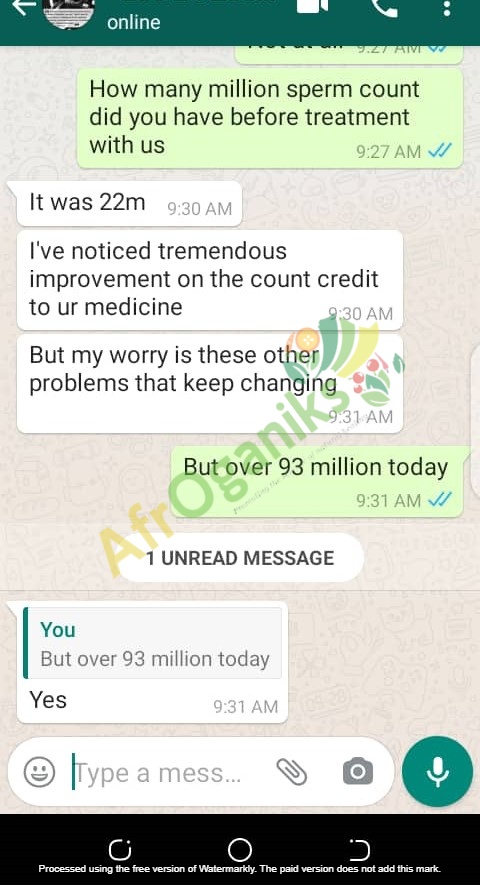 online
9:27 AM
How many million sperm count
did you have before treatment
with us
9:27 AM
It was 22m
9:30 AM
I've noticed tremendous
improvement on the count credit
to ur medicine
9:30 AM
But my worry is these other
problems that keep changing
9:31 AM
AfrOganiks
But over 93 million today
9:31 AM
1 UNREAD MESSAGE
You
But over 93 million today
Yes
9:31 AM
Type a mess...
Processed using the free version of Watermarkly. The paid version does not add this mark.